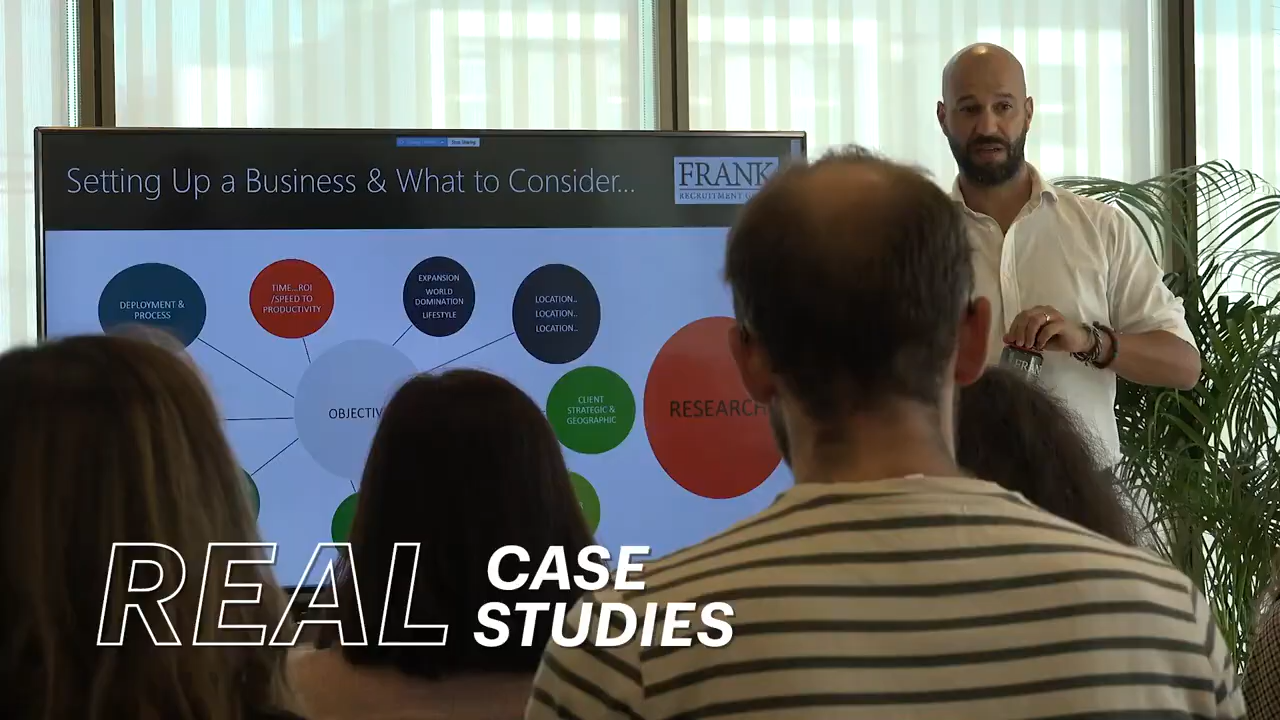 Setting Up a Business & What to Consider...
FRANK
RECRUITMENT
DEPLOYMENT &
PROCESS
TIME...ROI
/SPEED TO
PRODUCTIVITY
EXPANSION
WORLD
DOMINATION
LIFESTYLE
LOCATION..
LOCATION..
LOCATION..
CLIENT
STRATEGIC &
GEOGRAPHIC
RESEARCH
REAL
CASE
STUDIES